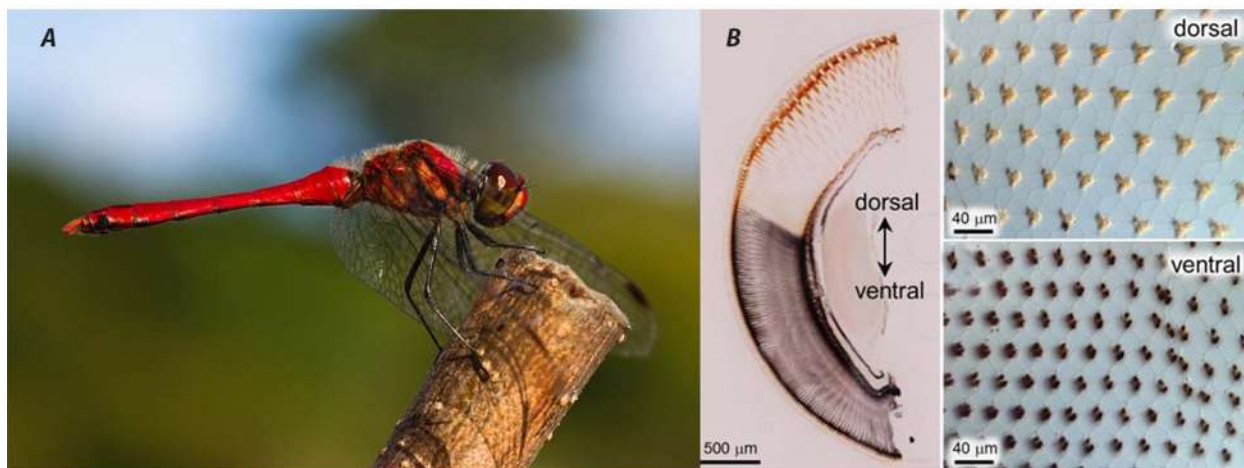 A
B
dorsal
ventral
500 μm
dorsal
40 μm
ventral
40 μm